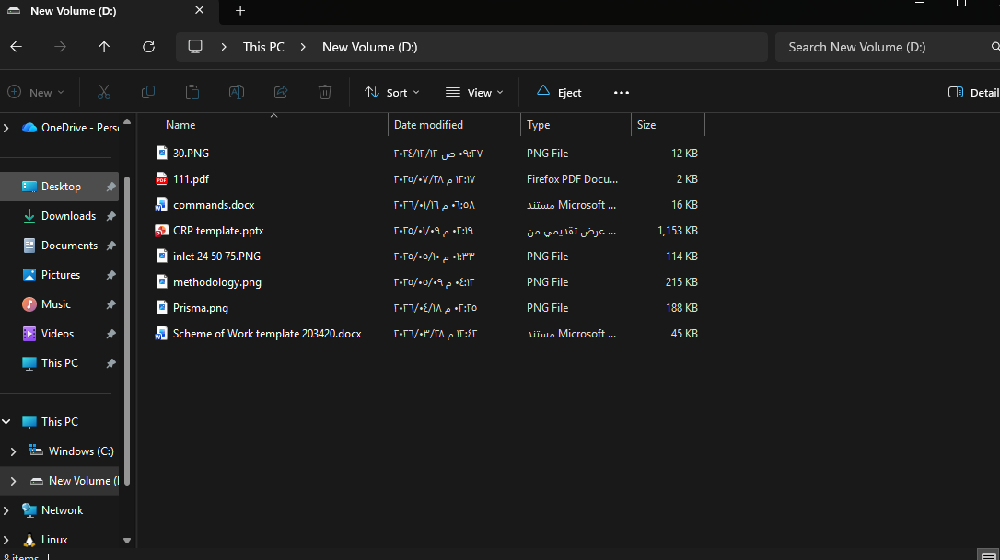 New Volume (D:)
This PC > New Volume (D:)
Search New Volume (D:)
New
Sort
View
Eject
Detail
Name Date modified Type Size
OneDrive - Perso
Desktop
Downloads
Documents
Pictures
Music
Videos
This PC
This PC
Windows (C:)
New Volume (
Network
Linux
30.PNG ٢٠٢٤/١٢/١٢ ص ٠٩:٢٧ PNG File 12 KB
111.pdf ٢٠٢٥/٠٧/٢٨ م ١٢:١٧ Firefox PDF Docu... 2 KB
commands.docx ٢٠٢٦/٠١/١٦ م ٠٦:٥٨ مستند Microsoft ... 16 KB
CRP template.pptx ٢٠٢٥/٠١/٠٩ م ٠٢:١٩ عرض تقديمي من ... 1,153 KB
inlet 24 50 75.PNG ٢٠٢٥/٠٥/١٠ م ٠١:٣٣ PNG File 114 KB
methodology.png ٢٠٢٥/٠٥/٠٩ م ٠٤:١٢ PNG File 215 KB
Prisma.png ٢٠٢٦/٠٤/١٨ م ٠٢:٢٥ PNG File 188 KB
Scheme of Work template 203420.docx ٢٠٢٦/٠٣/٢٨ م ١٢:٤٢ مستند Microsoft ... 45 KB
8 items